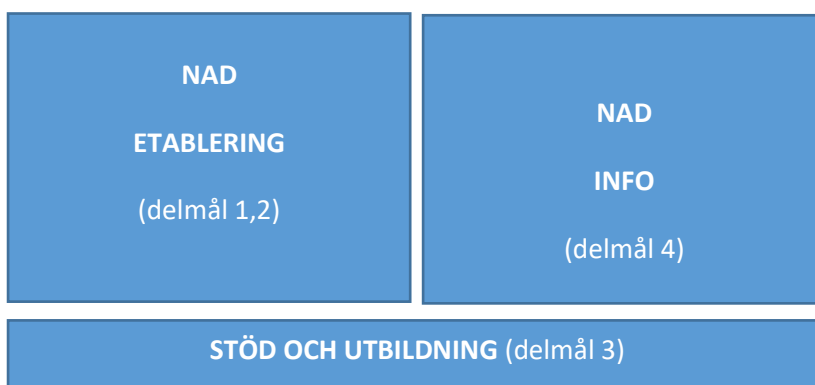 NAD
ETABLERING
(delmål 1,2)
NAD
INFO
(delmål 4)
STÖD OCH UTBILDNING (delmål 3)